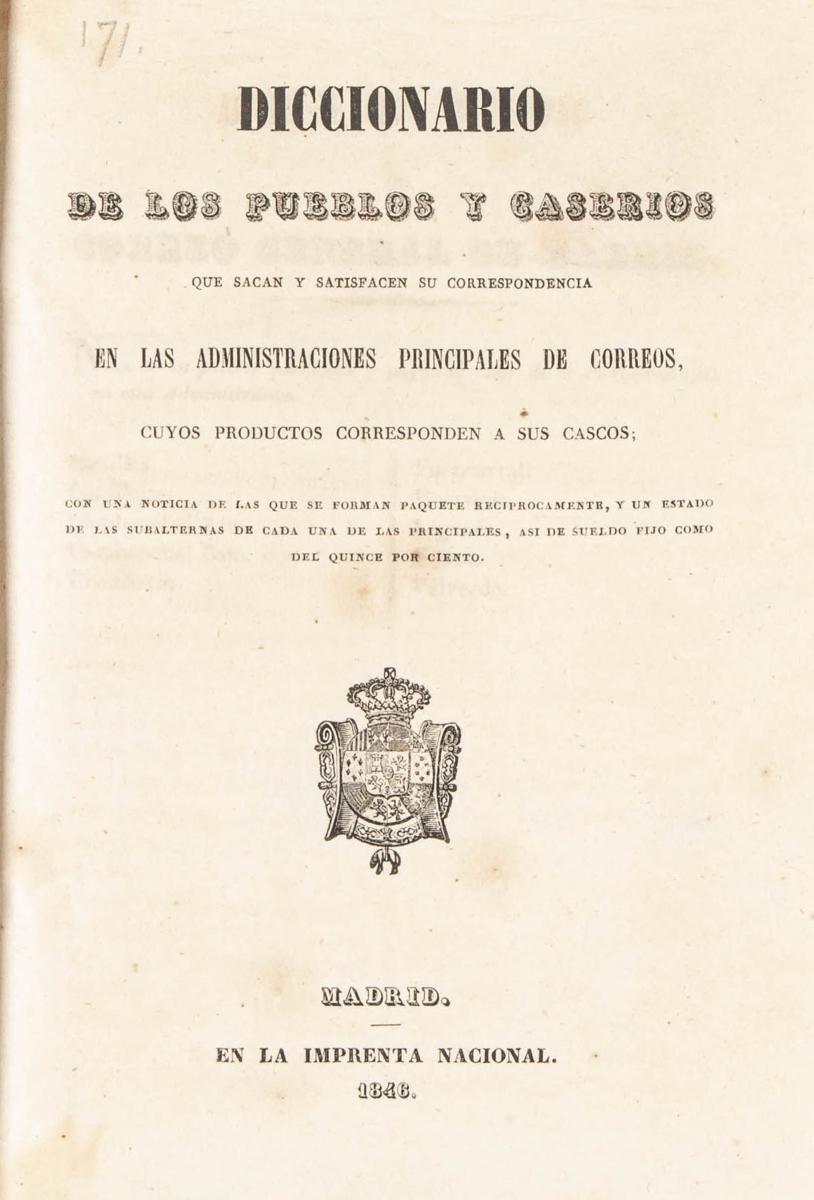 171.
DICCIONARIO
DE LOS PUEBLOS Y CASERIOS
QUE SACAN Y SATISFACEN SU CORRESPONDENCIA
EN LAS ADMINISTRACIONES PRINCIPALES DE CORREOS,
CUYOS PRODUCTOS CORRESPONDEN A SUS CASCOS;
CON UNA NOTICIA DE LAS QUE SE FORMAN PAQUETE RECIPROCAMENTE, Y UN ESTADO
DE LAS SUBALTERNAS DE CADA UNA DE LAS PRINCIPALES, ASI DE SUELDO FIJO COMO
DEL QUINCE POR CIENTO.
MADRID.
EN LA IMPRENTA NACIONAL.
1846.